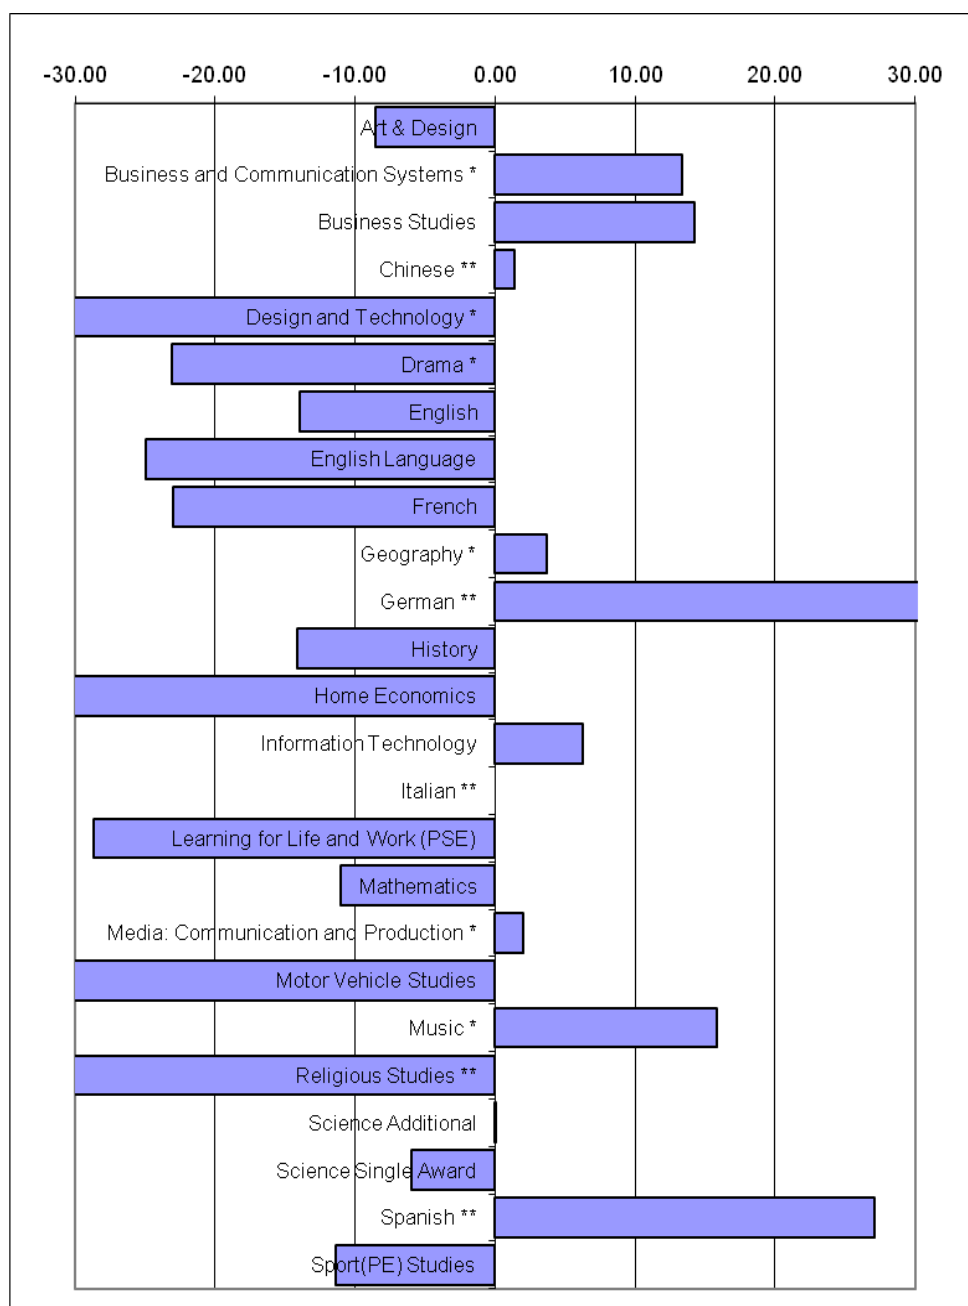 -30.00 -20.00 -10.00 0.00 10.00 20.00 30.00
Art & Design
Business and Communication Systems *
Business Studies
Chinese **
Design and Technology *
Drama *
English
English Language
French
Geography *
German **
History
Home Economics
Information Technology
Italian **
Learning for Life and Work (PSE)
Mathematics
Media: Communication and Production *
Motor Vehicle Studies
Music *
Religious Studies **
Science Additional
Science Single Award
Spanish **
Sport(PE) Studies